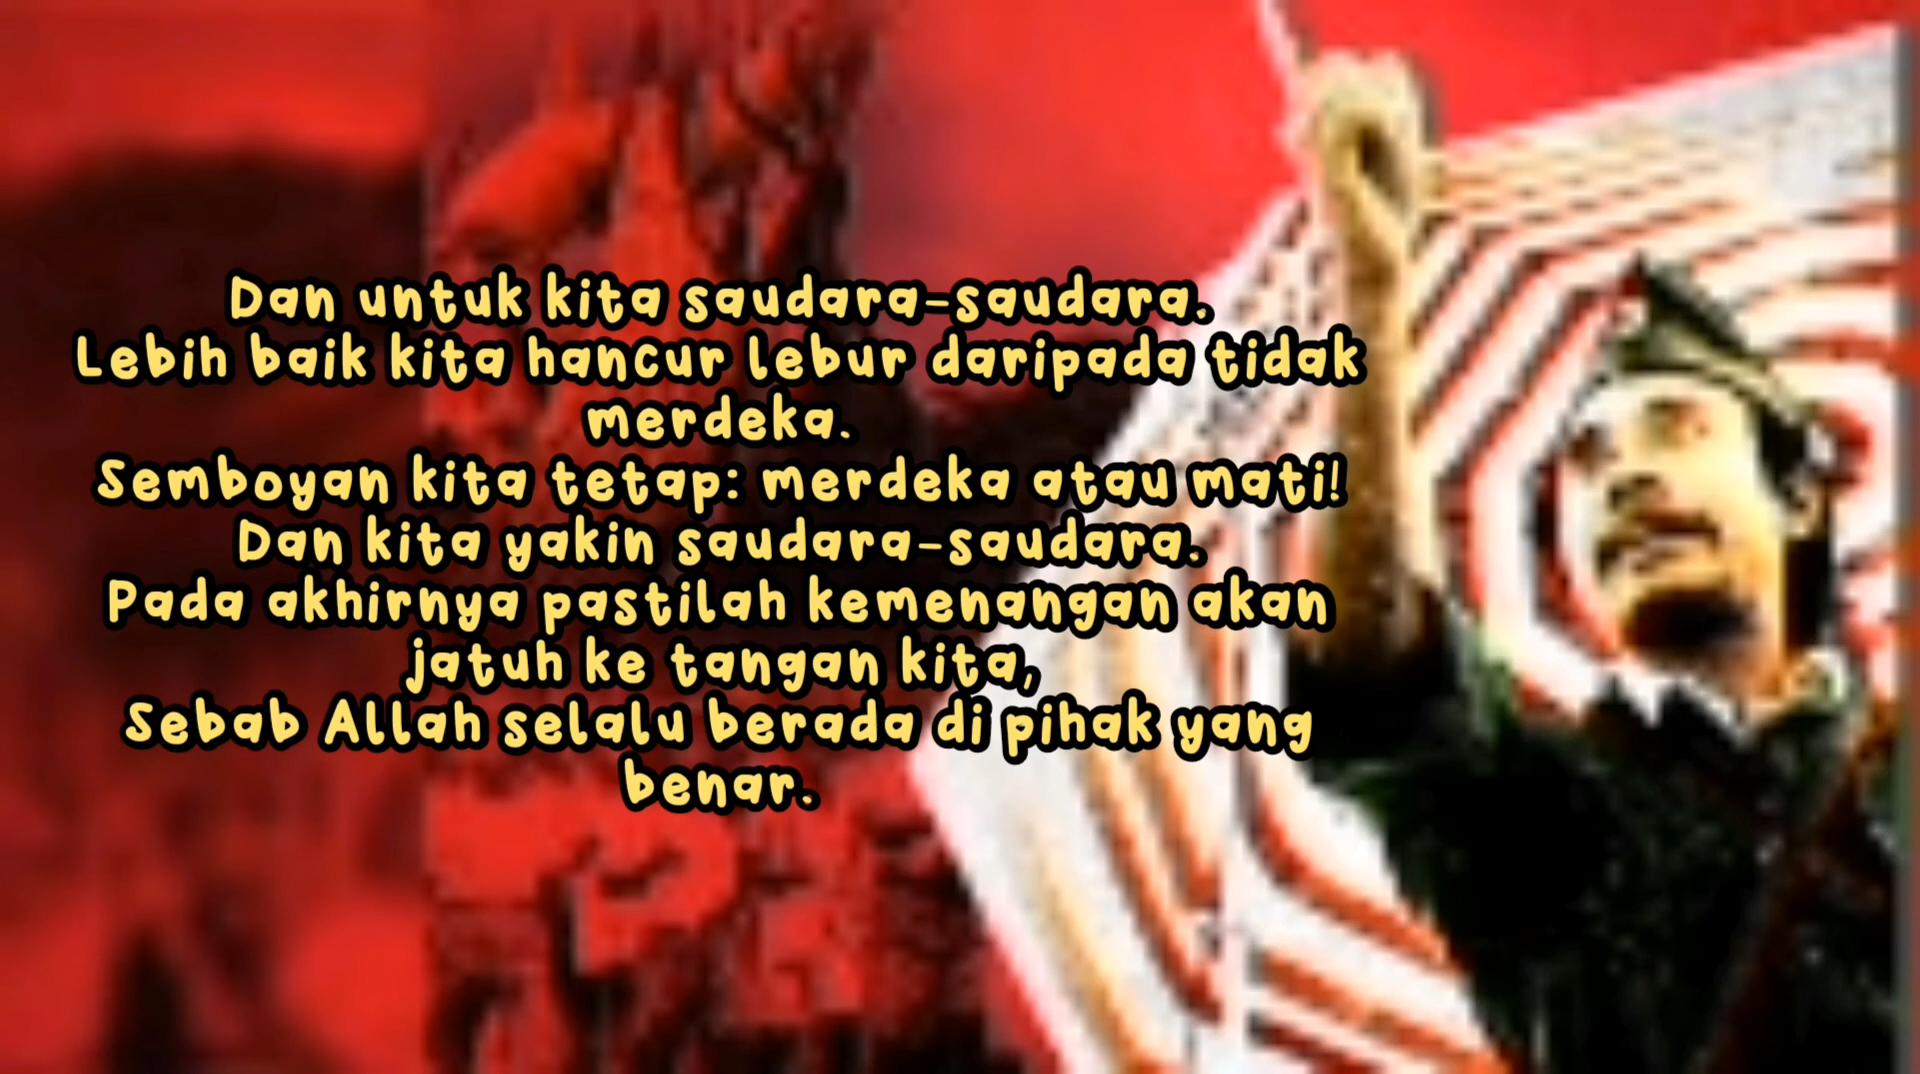 Dan untuk kita saudara-saudara.
Lebih baik kita hancur lebur daripada tidak
merdeka.
Semboyan kita tetap: merdeka atau mati!
Dan kita yakin saudara-saudara.
Pada akhirnya pastilah kemenangan akan
jatuh ke tangan kita,
Sebab Allah selalu berada di pihak yang
benar.